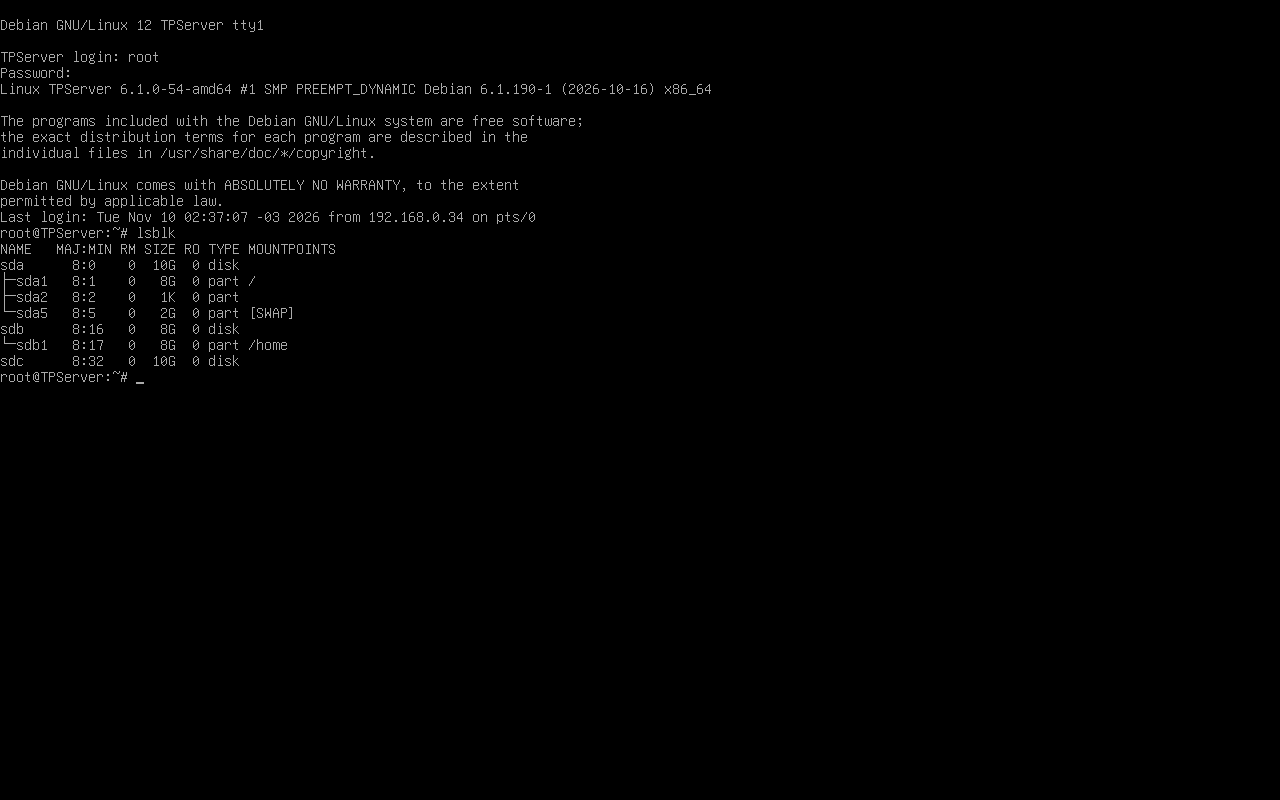 Debian GNU/Linux 12 TPServer tty1
TPServer login: root
Password:
Linux TPServer 6.1.0-54-amd64 #1 SMP PREEMPT_DYNAMIC Debian 6.1.190-1 (2026-10-16) x86_64
The programs included with the Debian GNU/Linux system are free software;
the exact distribution terms for each program are described in the
individual files in /usr/share/doc/*/copyright.
Debian GNU/Linux comes with ABSOLUTELY NO WARRANTY, to the extent
permitted by applicable law.
Last login: Tue Nov 10 02:37:07 -03 2026 from 192.168.0.34 on pts/0
root@TPServer:~# lsblk
NAME   MAJ:MIN RM SIZE RO TYPE MOUNTPOINTS
sda      8:0    0  10G  0 disk
├─sda1   8:1    0   8G  0 part /
├─sda2   8:2    0   1K  0 part
└─sda5   8:5    0   2G  0 part [SWAP]
sdb      8:16   0   8G  0 disk
└─sdb1   8:17   0   8G  0 part /home
sdc      8:32   0  10G  0 disk
root@TPServer:~# _